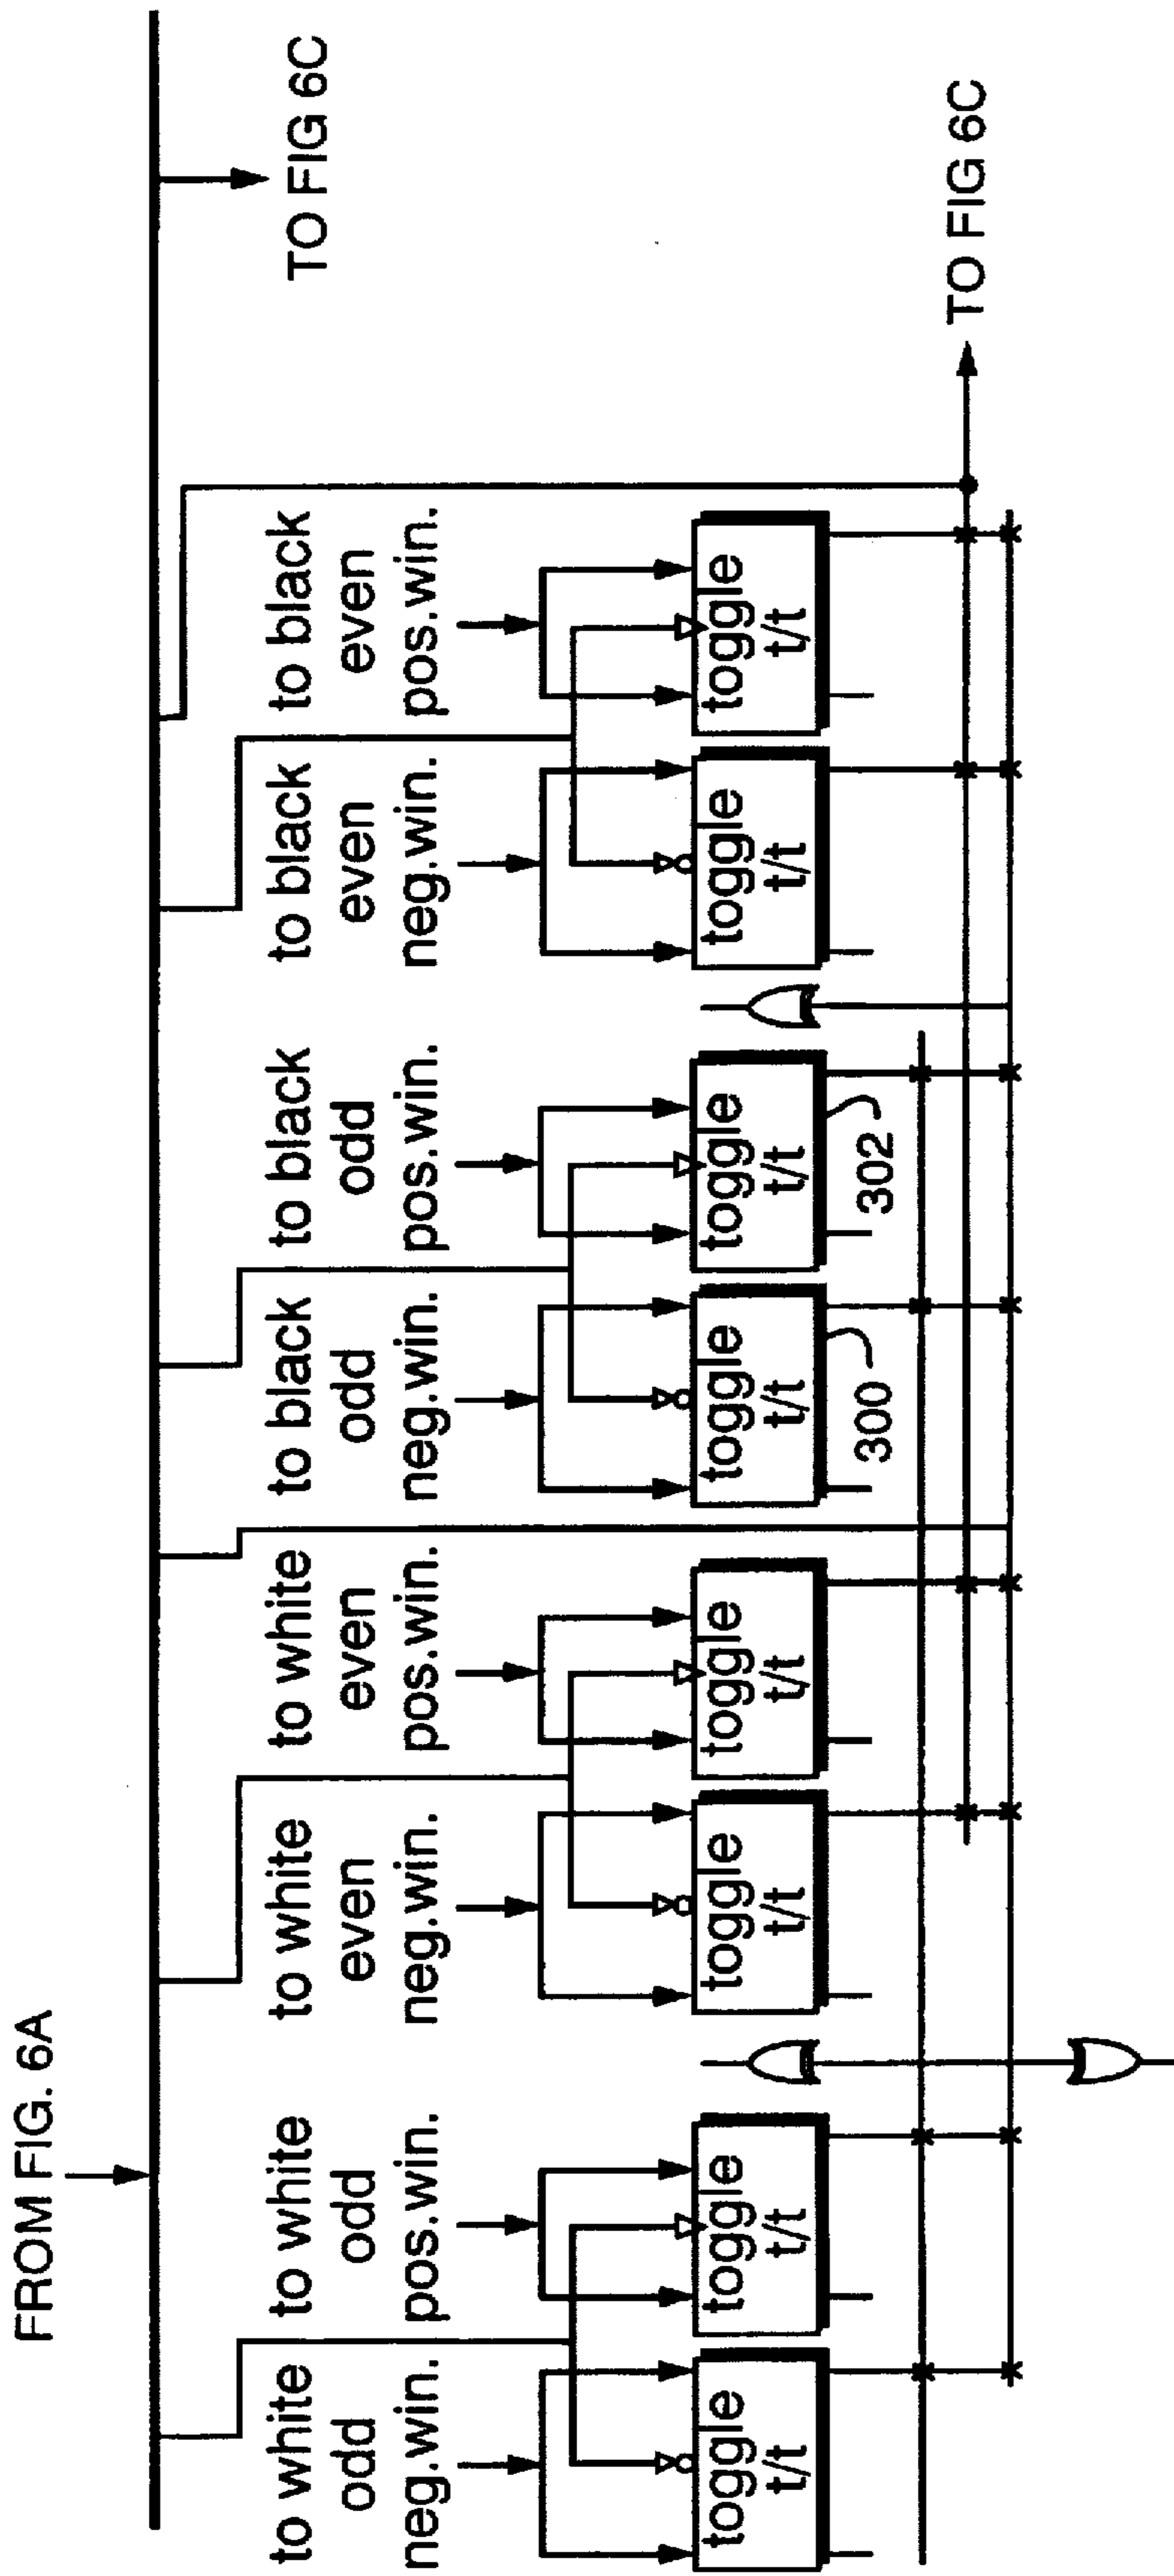 FROM FIG. 6A
TO FIG 6C
to white
odd
neg.win.
to white
odd
pos.win.
to white
even
neg.win.
to white
even
pos.win.
to black
odd
neg.win.
to black
odd
pos.win.
to black
even
neg.win.
to black
even
pos.win.
toggle
t/t
toggle
t/t
toggle
t/t
toggle
t/t
toggle
t/t
toggle
t/t
toggle
t/t
toggle
t/t
300
302
TO FIG 6C